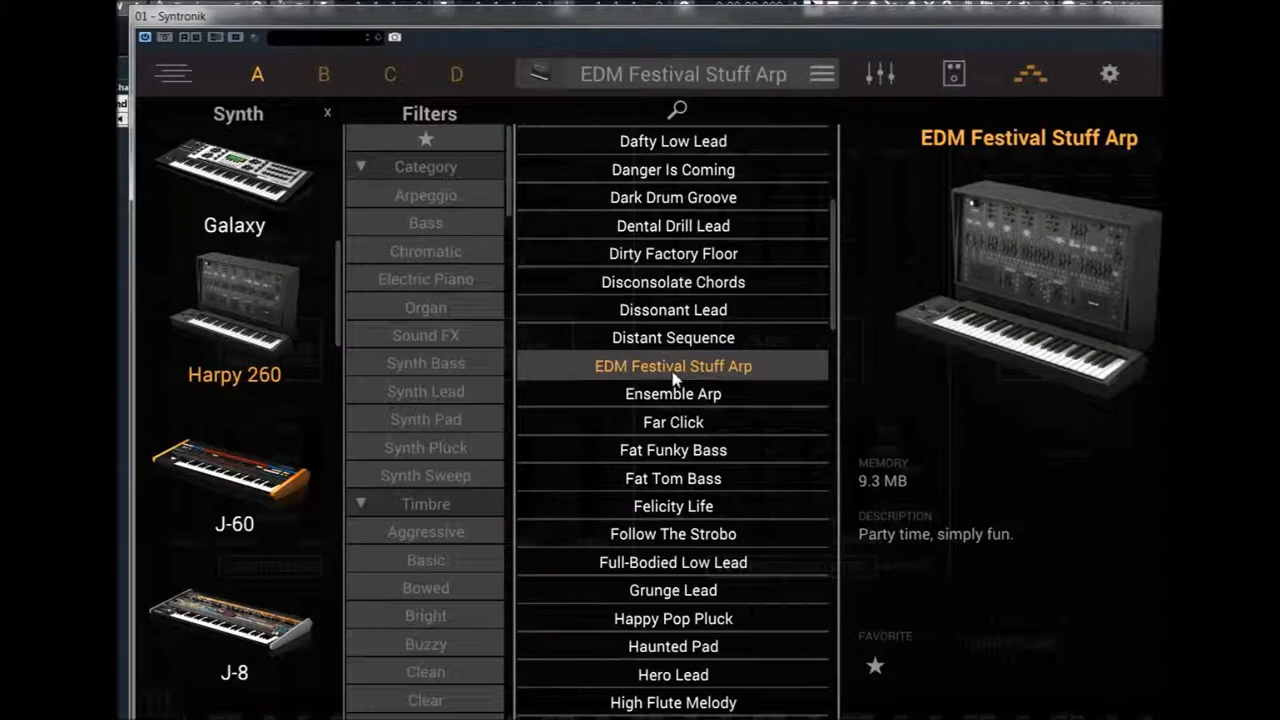 01 - Syntronik
A
B
C
D
EDM Festival Stuff Arp
Synth
x
Galaxy
Harpy 260
J-60
J-8
Filters
Category
Arpeggio
Bass
Chromatic
Electric Piano
Organ
Sound FX
Synth Bass
Synth Lead
Synth Pad
Synth Pluck
Synth Sweep
Timbre
Aggressive
Basic
Bowed
Bright
Buzzy
Clean
Clear
Dafty Low Lead
Danger Is Coming
Dark Drum Groove
Dental Drill Lead
Dirty Factory Floor
Disconsolate Chords
Dissonant Lead
Distant Sequence
EDM Festival Stuff Arp
Ensemble Arp
Far Click
Fat Funky Bass
Fat Tom Bass
Felicity Life
Follow The Strobo
Full-Bodied Low Lead
Grunge Lead
Happy Pop Pluck
Haunted Pad
Hero Lead
High Flute Melody
EDM Festival Stuff Arp
MEMORY
9.3 MB
DESCRIPTION
Party time, simply fun.
FAVORITE